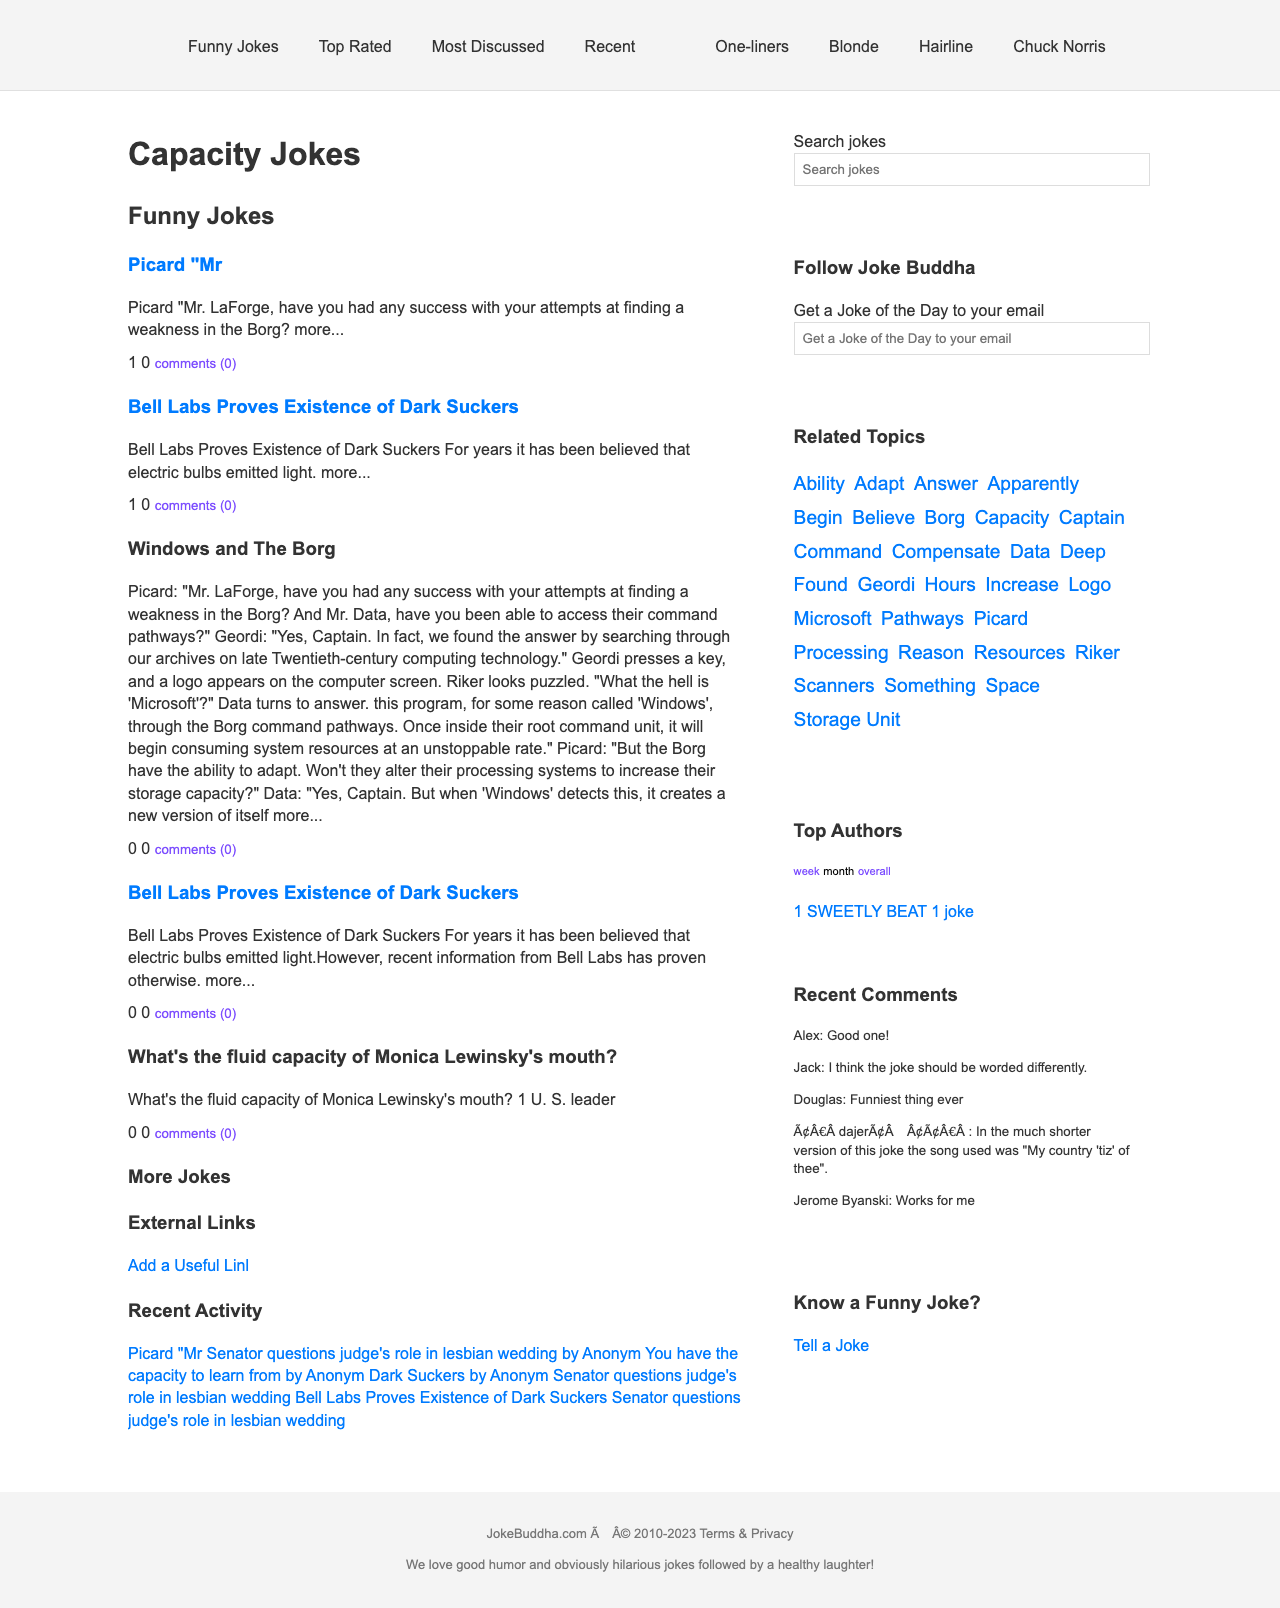 Funny Jokes Top Rated Most Discussed Recent One-liners Blonde Hairline Chuck Norris
Capacity Jokes
Funny Jokes
Picard "Mr
Picard "Mr. LaForge, have you had any success with your attempts at finding a
weakness in the Borg? more...
1 0 comments (0)
Bell Labs Proves Existence of Dark Suckers
Bell Labs Proves Existence of Dark Suckers For years it has been believed that
electric bulbs emitted light. more...
1 0 comments (0)
Windows and The Borg
Picard: "Mr. LaForge, have you had any success with your attempts at finding a
weakness in the Borg? And Mr. Data, have you been able to access their command
pathways?" Geordi: "Yes, Captain. In fact, we found the answer by searching through
our archives on late Twentieth-century computing technology." Geordi presses a key,
and a logo appears on the computer screen. Riker looks puzzled. "What the hell is
'Microsoft'?" Data turns to answer. this program, for some reason called 'Windows',
through the Borg command pathways. Once inside their root command unit, it will
begin consuming system resources at an unstoppable rate." Picard: "But the Borg
have the ability to adapt. Won't they alter their processing systems to increase their
storage capacity?" Data: "Yes, Captain. But when 'Windows' detects this, it creates a
new version of itself more...
0 0 comments (0)
Bell Labs Proves Existence of Dark Suckers
Bell Labs Proves Existence of Dark Suckers For years it has been believed that
electric bulbs emitted light.However, recent information from Bell Labs has proven
otherwise. more...
0 0 comments (0)
What's the fluid capacity of Monica Lewinsky's mouth?
What's the fluid capacity of Monica Lewinsky's mouth? 1 U. S. leader
0 0 comments (0)
More Jokes
External Links
Add a Useful Linl
Recent Activity
Picard "Mr Senator questions judge's role in lesbian wedding by Anonym You have the
capacity to learn from by Anonym Dark Suckers by Anonym Senator questions judge's
role in lesbian wedding Bell Labs Proves Existence of Dark Suckers Senator questions
judge's role in lesbian wedding
Search jokes
Search jokes
Follow Joke Buddha
Get a Joke of the Day to your email
Get a Joke of the Day to your email
Related Topics
Ability Adapt Answer Apparently
Begin Believe Borg Capacity Captain
Command Compensate Data Deep
Found Geordi Hours Increase Logo
Microsoft Pathways Picard
Processing Reason Resources Riker
Scanners Something Space
Storage Unit
Top Authors
week month overall
1 SWEETLY BEAT 1 joke
Recent Comments
Alex: Good one!
Jack: I think the joke should be worded differently.
Douglas: Funniest thing ever
Ã¢Â€Â dajerÃ¢Â Â¢Ã¢Â€Â : In the much shorter
version of this joke the song used was "My country 'tiz' of
thee".
Jerome Byanski: Works for me
Know a Funny Joke?
Tell a Joke
JokeBuddha.com Ã Â© 2010-2023 Terms & Privacy
We love good humor and obviously hilarious jokes followed by a healthy laughter!